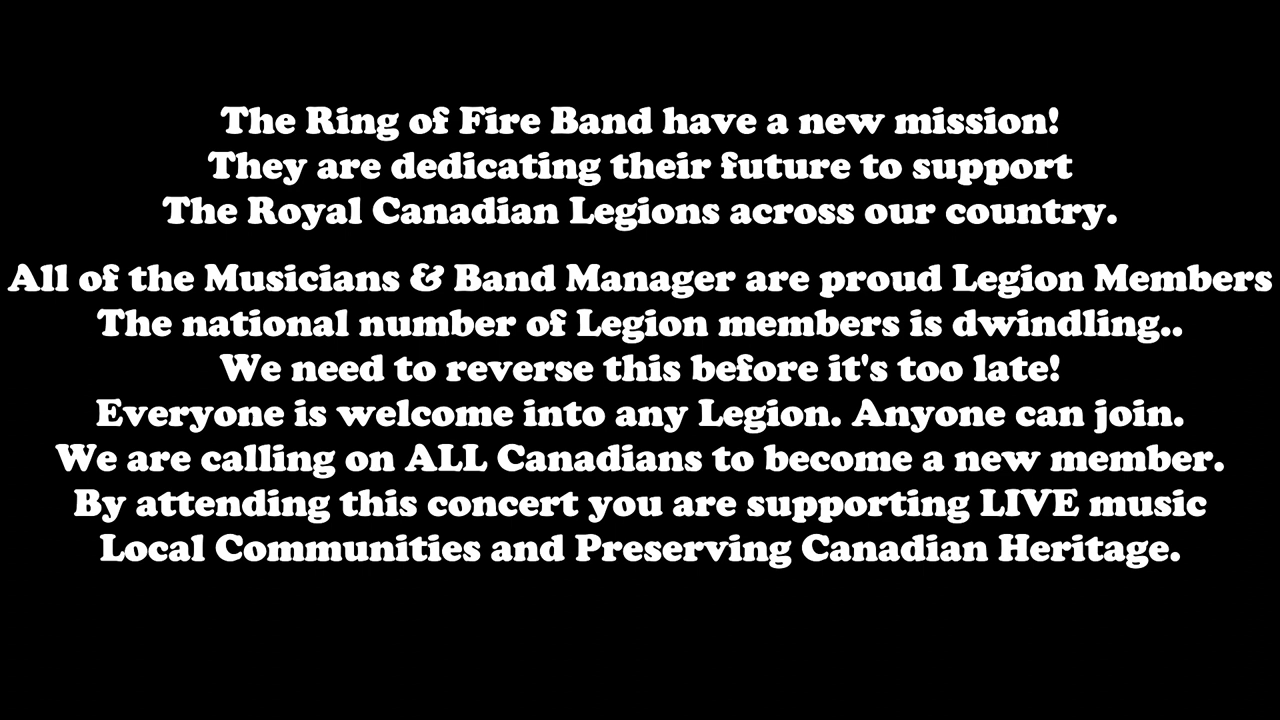 The Ring of Fire Band have a new mission!
They are dedicating their future to support
The Royal Canadian Legions across our country.
All of the Musicians & Band Manager are proud Legion Members
The national number of Legion members is dwindling..
We need to reverse this before it's too late!
Everyone is welcome into any Legion. Anyone can join.
We are calling on ALL Canadians to become a new member.
By attending this concert you are supporting LIVE music
Local Communities and Preserving Canadian Heritage.